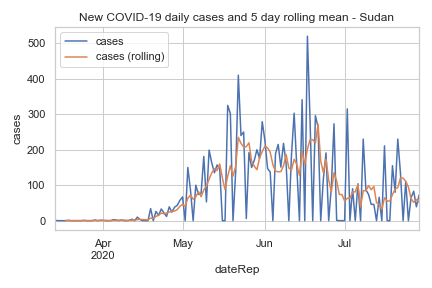 New COVID-19 daily cases and 5 day rolling mean - Sudan
cases
cases (rolling)
500
400
300
200
100
0
cases
Apr
2020
May
Jun
Jul
dateRep